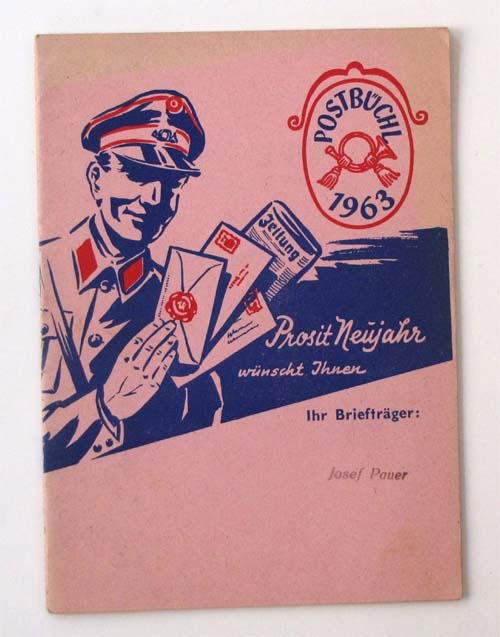 POSTBÜCHL
1963
Zeitung
Prosit Neujahr
wünscht Ihnen
Ihr Briefträger:
Josef Pauer